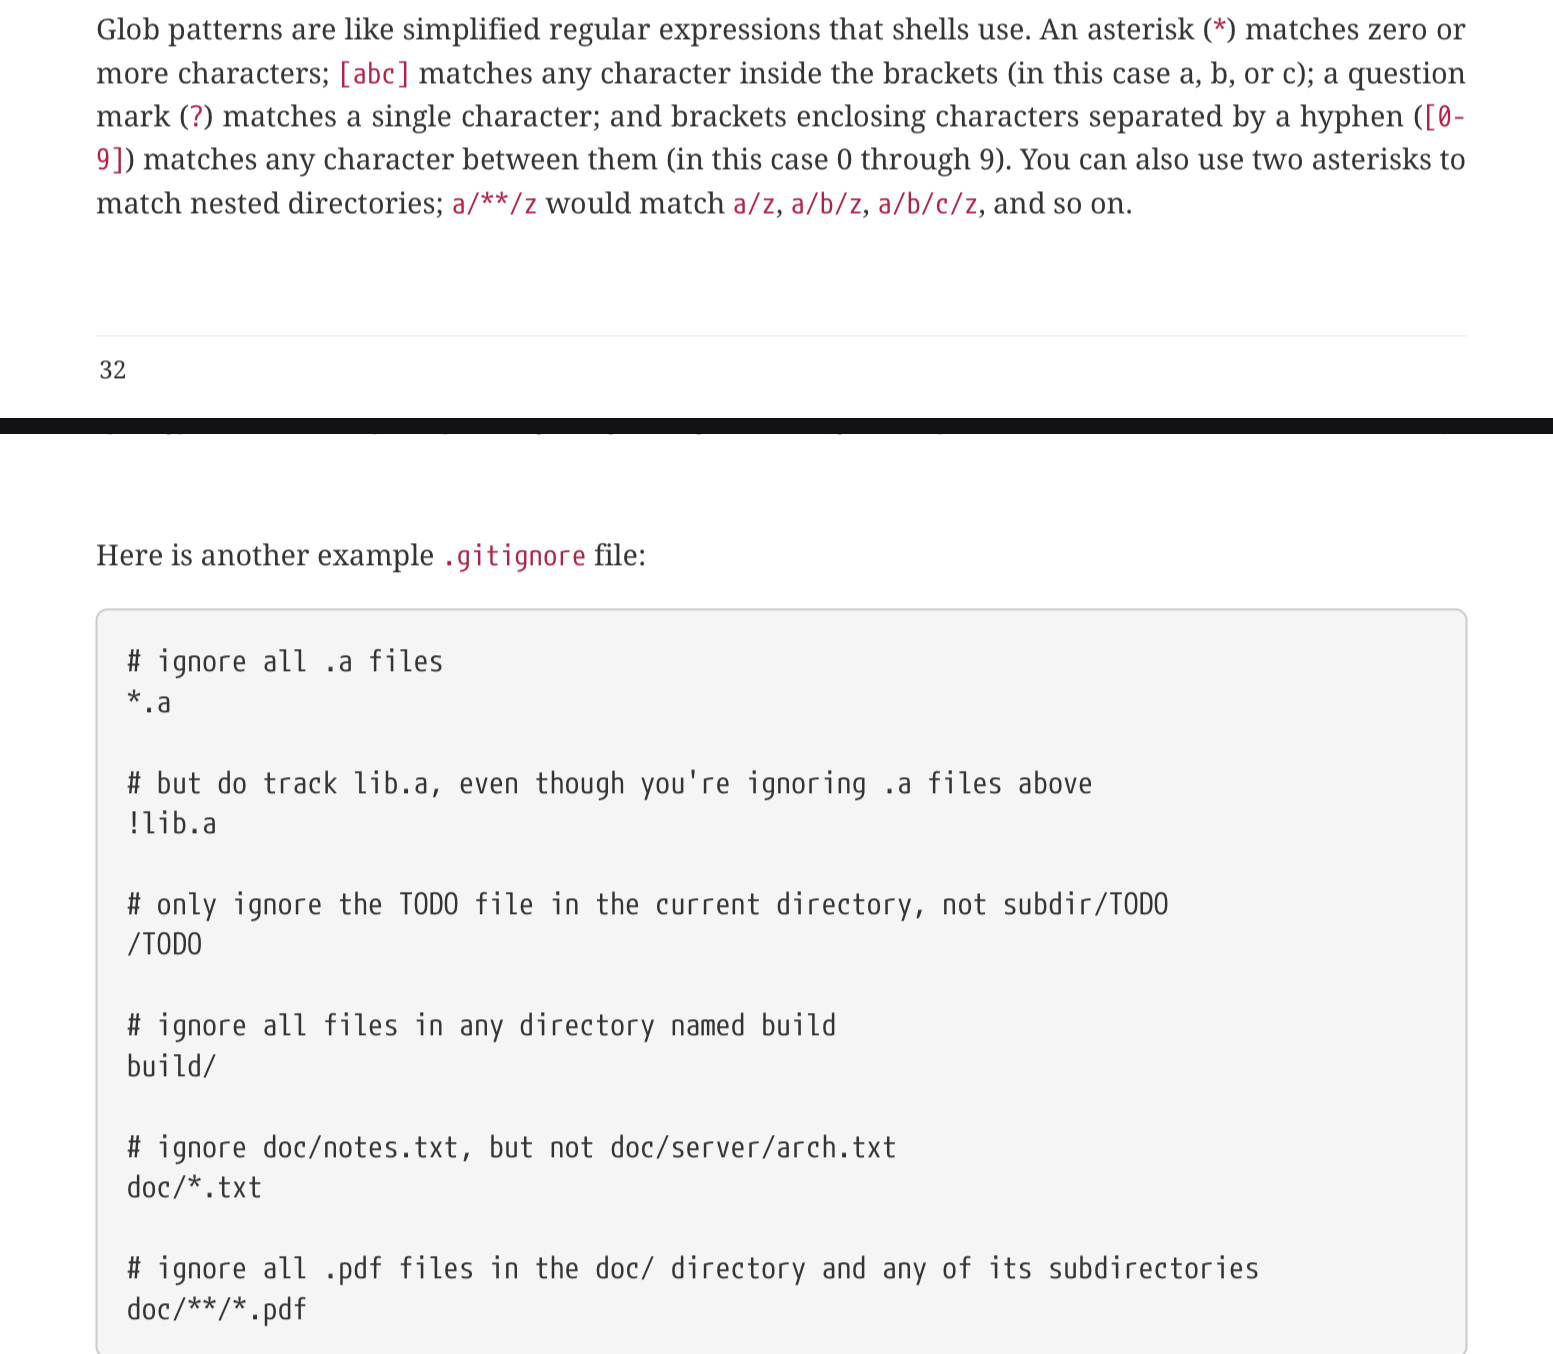 Glob patterns are like simplified regular expressions that shells use. An asterisk (*) matches zero or
more characters; [abc] matches any character inside the brackets (in this case a, b, or c); a question
mark (?) matches a single character; and brackets enclosing characters separated by a hyphen ([0-
9]) matches any character between them (in this case 0 through 9). You can also use two asterisks to
match nested directories; a/**/z would match a/z, a/b/z, a/b/c/z, and so on.
32
Here is another example .gitignore file:
# ignore all .a files
*.a
# but do track lib.a, even though you're ignoring .a files above
!lib.a
# only ignore the TODO file in the current directory, not subdir/TODO
/TODO
# ignore all files in any directory named build
build/
# ignore doc/notes.txt, but not doc/server/arch.txt
doc/*.txt
# ignore all .pdf files in the doc/ directory and any of its subdirectories
doc/**/*.pdf